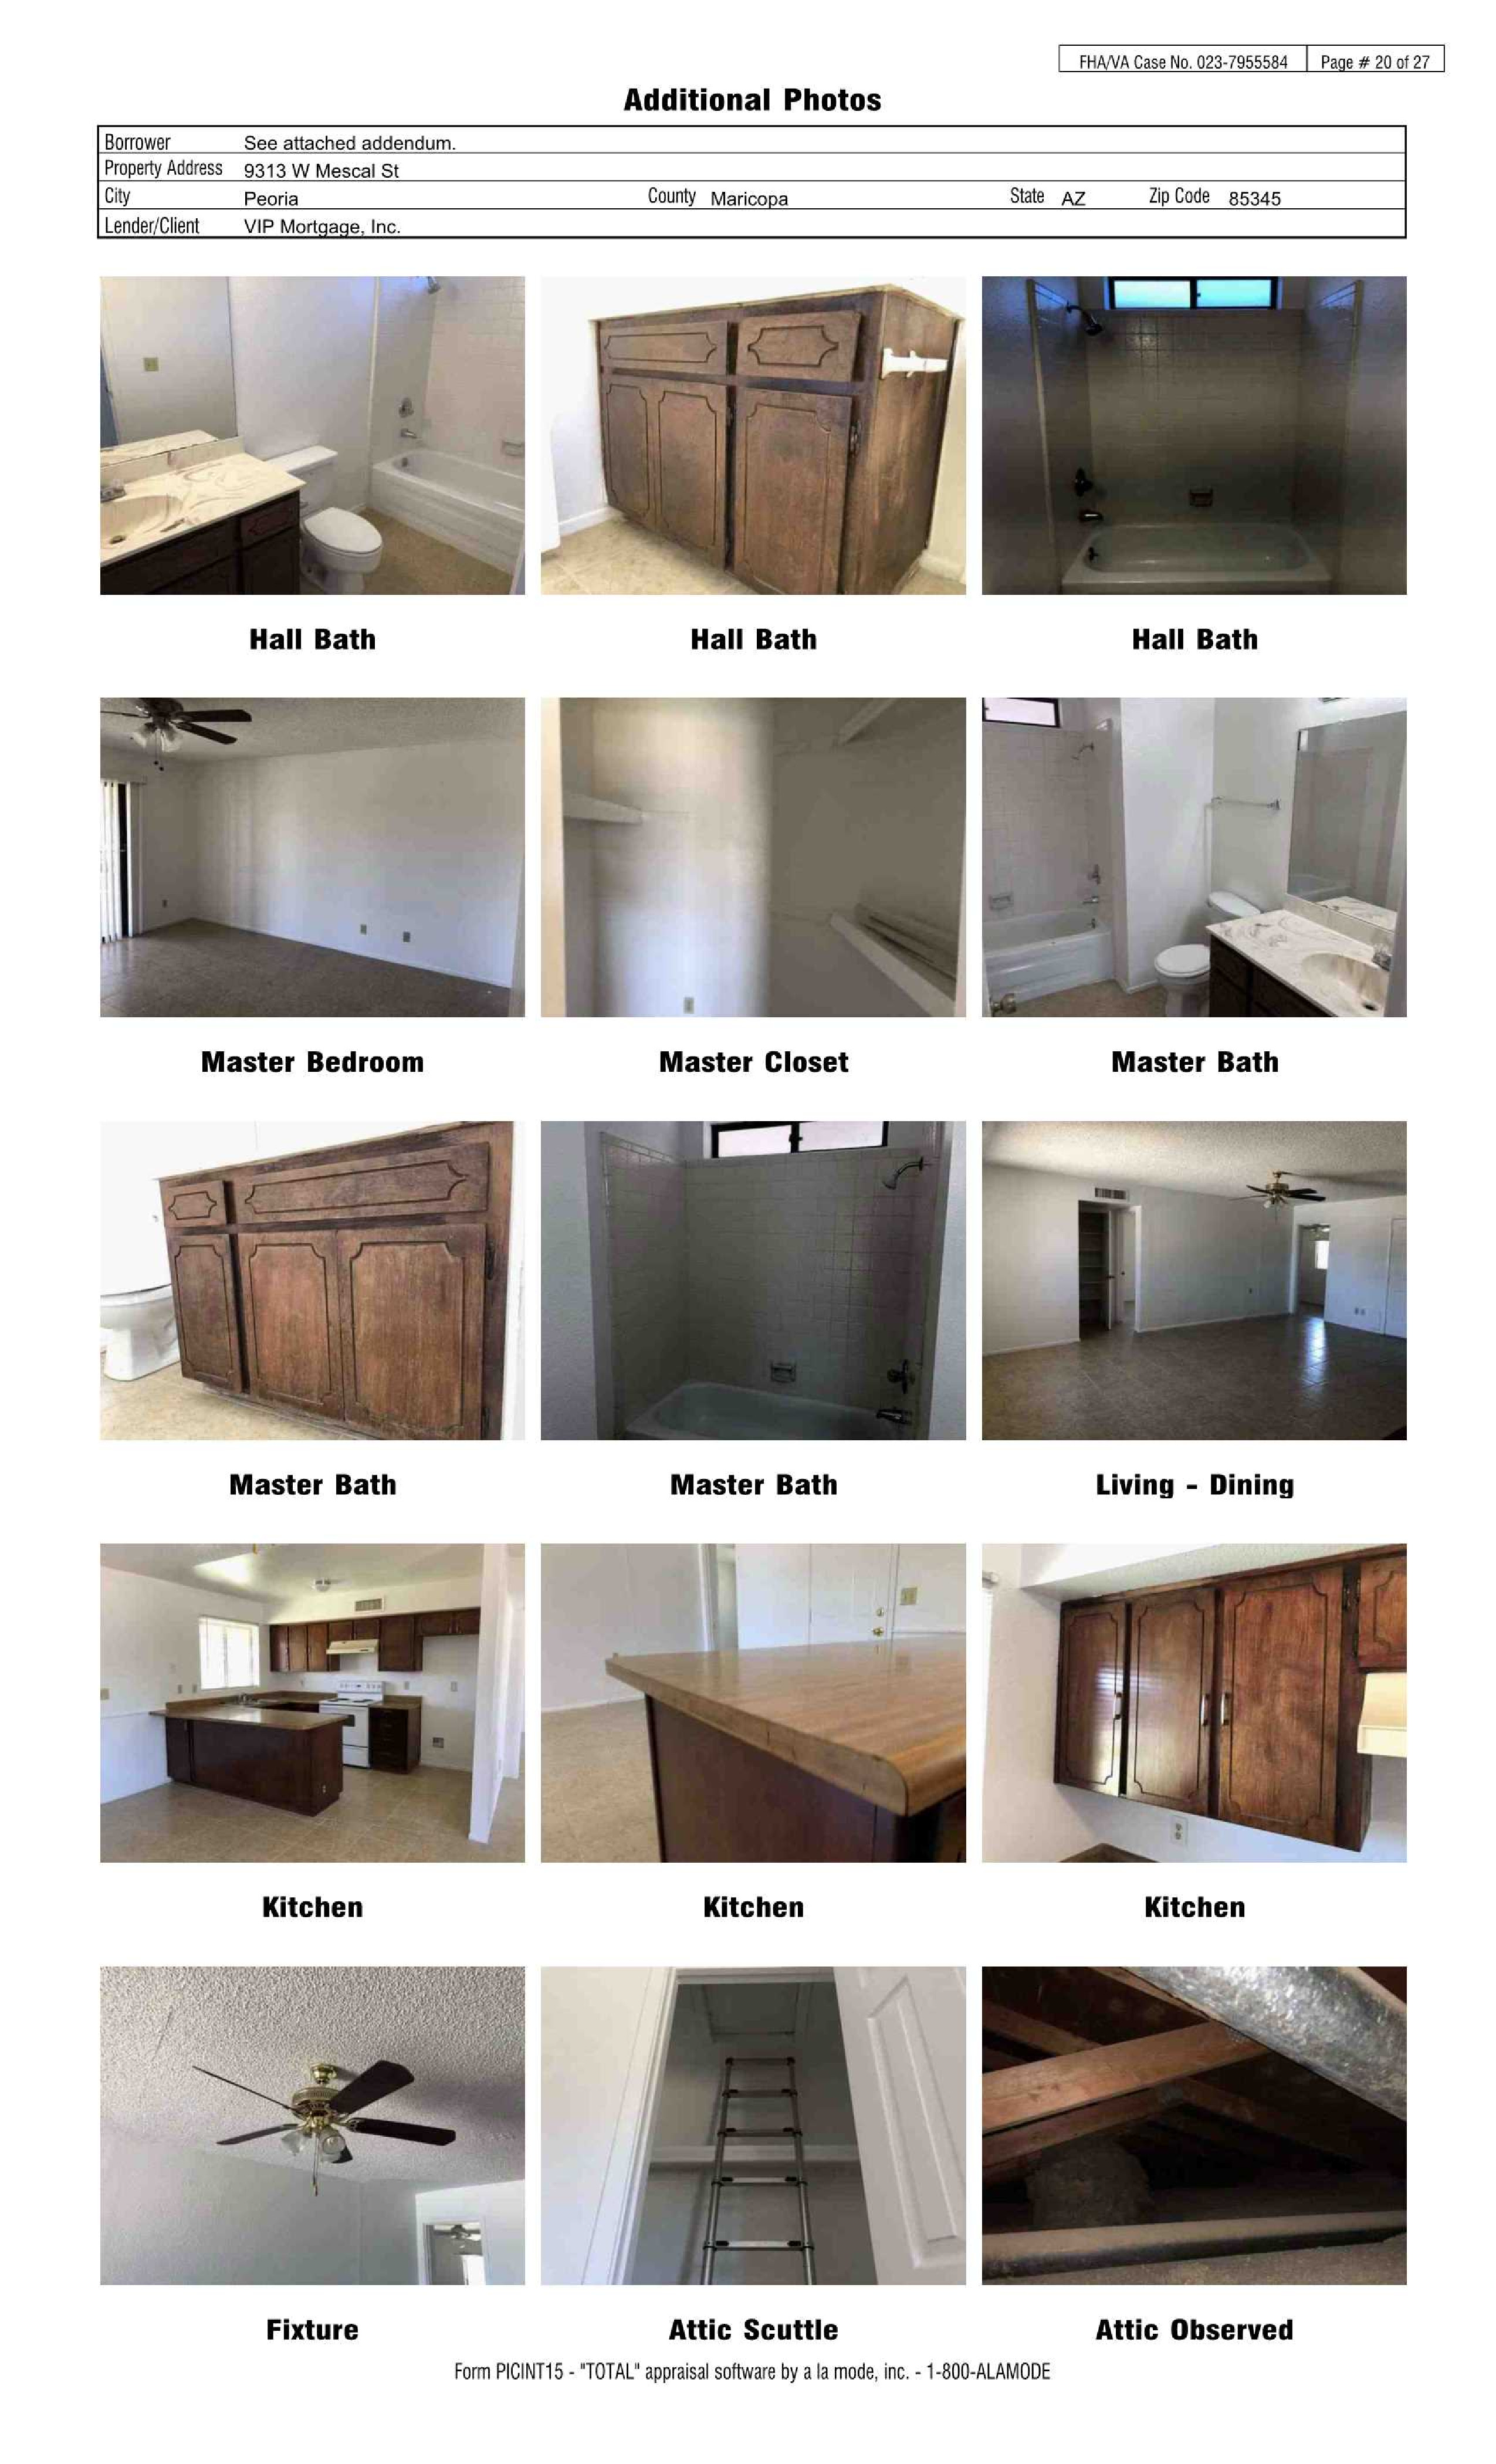 FHA/VA Case No. 023-7955584 Page # 20 of 27
Additional Photos
Borrower See attached addendum.
Property Address 9313 W Mescal St
City Peoria County Maricopa State AZ Zip Code 85345
Lender/Client VIP Mortgage, Inc.
Hall Bath Hall Bath Hall Bath
Master Bedroom Master Closet Master Bath
Master Bath Master Bath Living - Dining
Kitchen Kitchen Kitchen
Fixture Attic Scuttle Attic Observed
Form PICINT15 - "TOTAL" appraisal software by a la mode, inc. - 1-800-ALAMODE